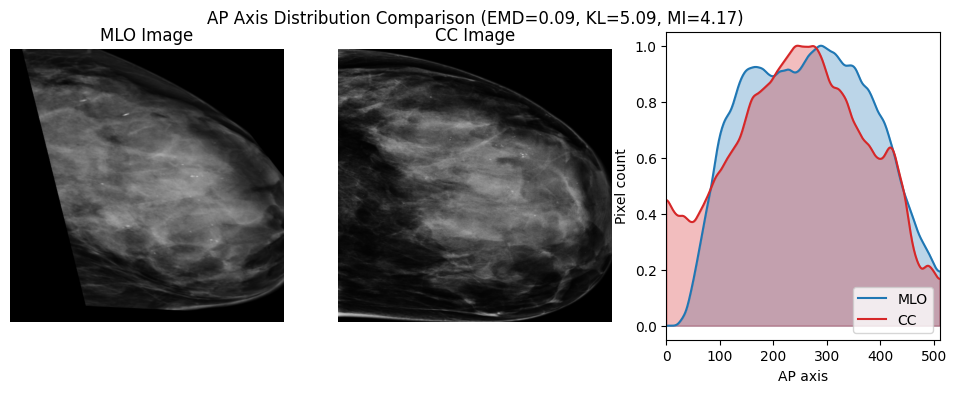 AP Axis Distribution Comparison (EMD=0.09, KL=5.09, MI=4.17)
MLO Image
CC Image
1.0
0.8
0.6
0.4
0.2
0.0
Pixel count
MLO
CC
0 100 200 300 400 500
AP axis